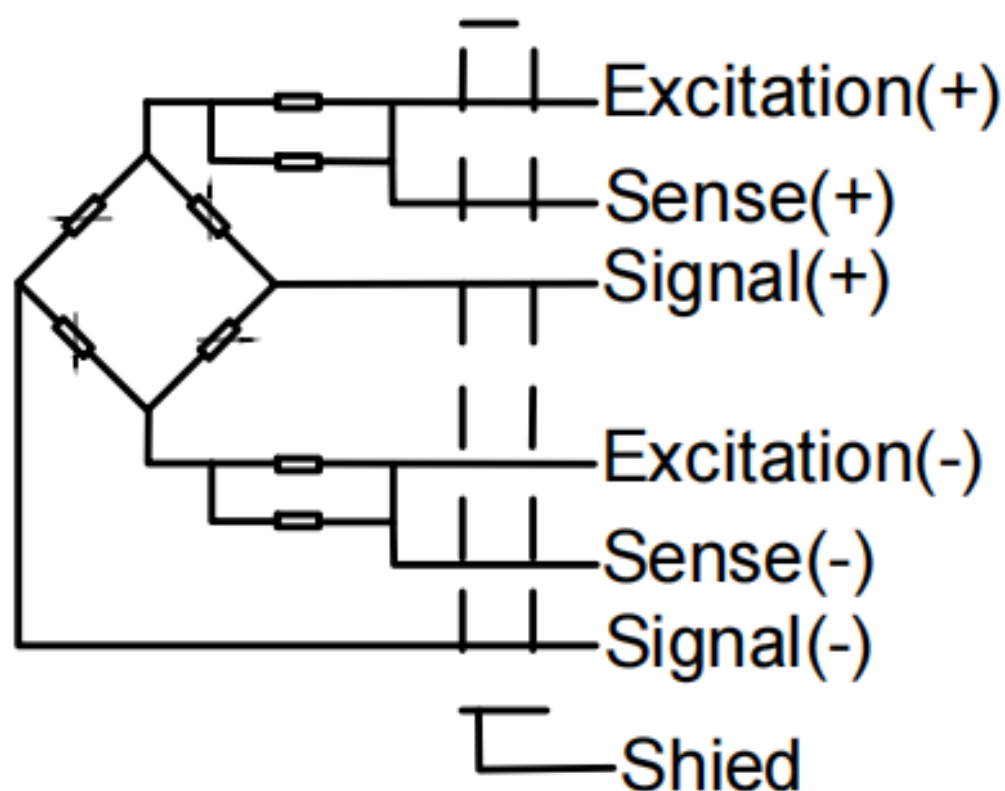 Excitation(+)
Sense(+)
Signal(+)
Excitation(-)
Sense(-)
Signal(-)
Shied